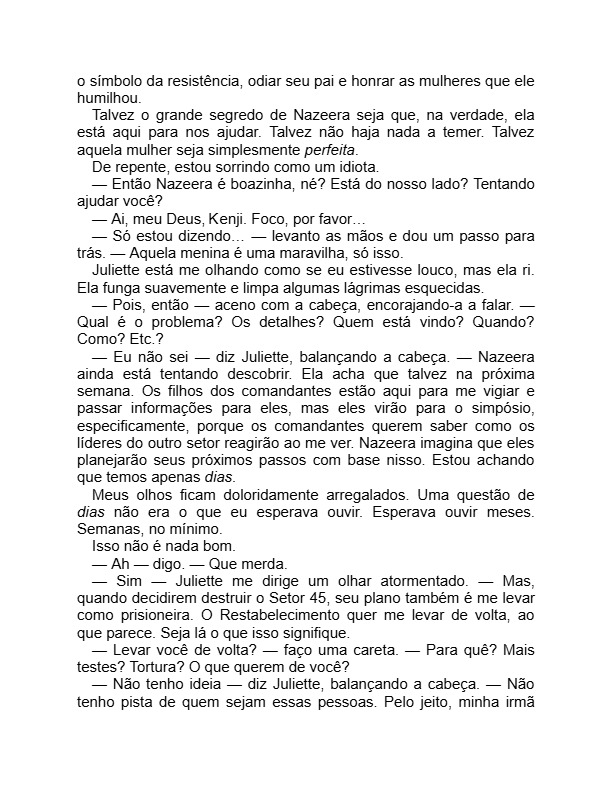 o símbolo da resistência, odiar seu pai e honrar as mulheres que ele
humilhou.
Talvez o grande segredo de Nazeera seja que, na verdade, ela
está aqui para nos ajudar. Talvez não haja nada a temer. Talvez
aquela mulher seja simplesmente perfeita.
De repente, estou sorrindo como um idiota.
— Então Nazeera é boazinha, né? Está do nosso lado? Tentando
ajudar você?
— Ai, meu Deus, Kenji. Foco, por favor…
— Só estou dizendo… — levanto as mãos e dou um passo para
trás. — Aquela menina é uma maravilha, só isso.
Juliette está me olhando como se eu estivesse louco, mas ela ri.
Ela funga suavemente e limpa algumas lágrimas esquecidas.
— Pois, então — aceno com a cabeça, encorajando-a a falar. —
Qual é o problema? Os detalhes? Quem está vindo? Quando?
Como? Etc.?
— Eu não sei — diz Juliette, balançando a cabeça. — Nazeera
ainda está tentando descobrir. Ela acha que talvez na próxima
semana. Os filhos dos comandantes estão aqui para me vigiar e
passar informações para eles, mas eles virão para o simpósio,
especificamente, porque os comandantes querem saber como os
líderes do outro setor reagirão ao me ver. Nazeera imagina que eles
planejarão seus próximos passos com base nisso. Estou achando
que temos apenas dias.
Meus olhos ficam doloridamente arregalados. Uma questão de
dias não era o que eu esperava ouvir. Esperava ouvir meses.
Semanas, no mínimo.
Isso não é nada bom.
— Ah — digo. — Que merda.
— Sim — Juliette me dirige um olhar atormentado. — Mas,
quando decidirem destruir o Setor 45, seu plano também é me levar
como prisioneira. O Restabelecimento quer me levar de volta, ao
que parece. Seja lá o que isso signifique.
— Levar você de volta? — faço uma careta. — Para quê? Mais
testes? Tortura? O que querem de você?
— Não tenho ideia — diz Juliette, balançando a cabeça. — Não
tenho pista de quem sejam essas pessoas. Pelo jeito, minha irmã